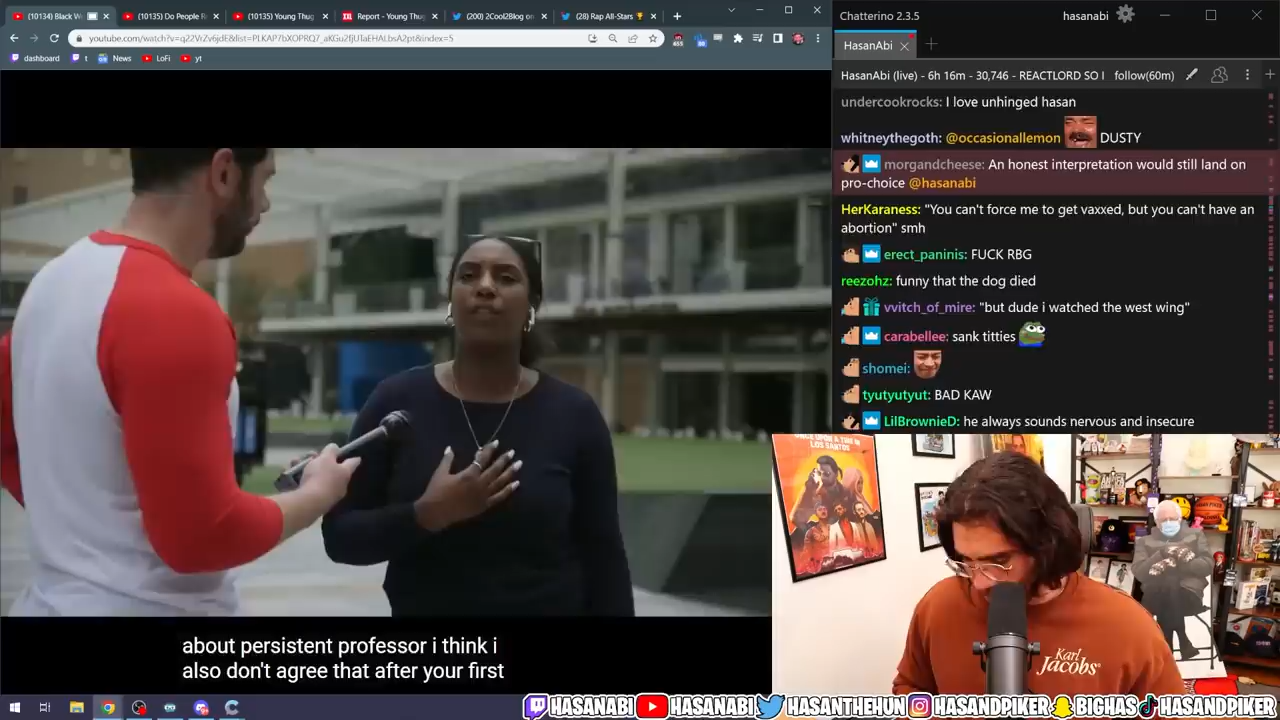 (10134) Black W
(10135) Do People R
(10135) Young Thug
Report - Young Thug
(200) 2Cool2Blog on
(28) Rap All-Stars
youtube.com/watch?v=q22VrZv6jdE&list=PLKAP7bXOPRQ7_aKGu2fjUlaEHALbsA2pt&index=5
dashboard
t
News
LoFi
yt
Chatterino 2.3.5
hasanabi
HasanAbi
HasanAbi (live) - 6h 16m - 30,746 - REACTLORD SO I
follow(60m)
undercookrocks: I love unhinged hasan
whitneythegoth: @occasionallemon DUSTY
morgandcheese: An honest interpretation would still land on
pro-choice @hasanabi
HerKaraness: "You can't force me to get vaxxed, but you can't have an
abortion" smh
erect_paninis: FUCK RBG
reezohz: funny that the dog died
vvitch_of_mire: "but dude i watched the west wing"
carabellee: sank titties
shomei:
tyutyutyut: BAD KAW
LilBrownieD: he always sounds nervous and insecure
LOS SANTOS
Karl
Jacobs
about persistent professor i think i
also don't agree that after your first
HASANABI
HASANABI
HASANTHEHUN
HASANDPIKER
BIGHAS
HASANDPIKER